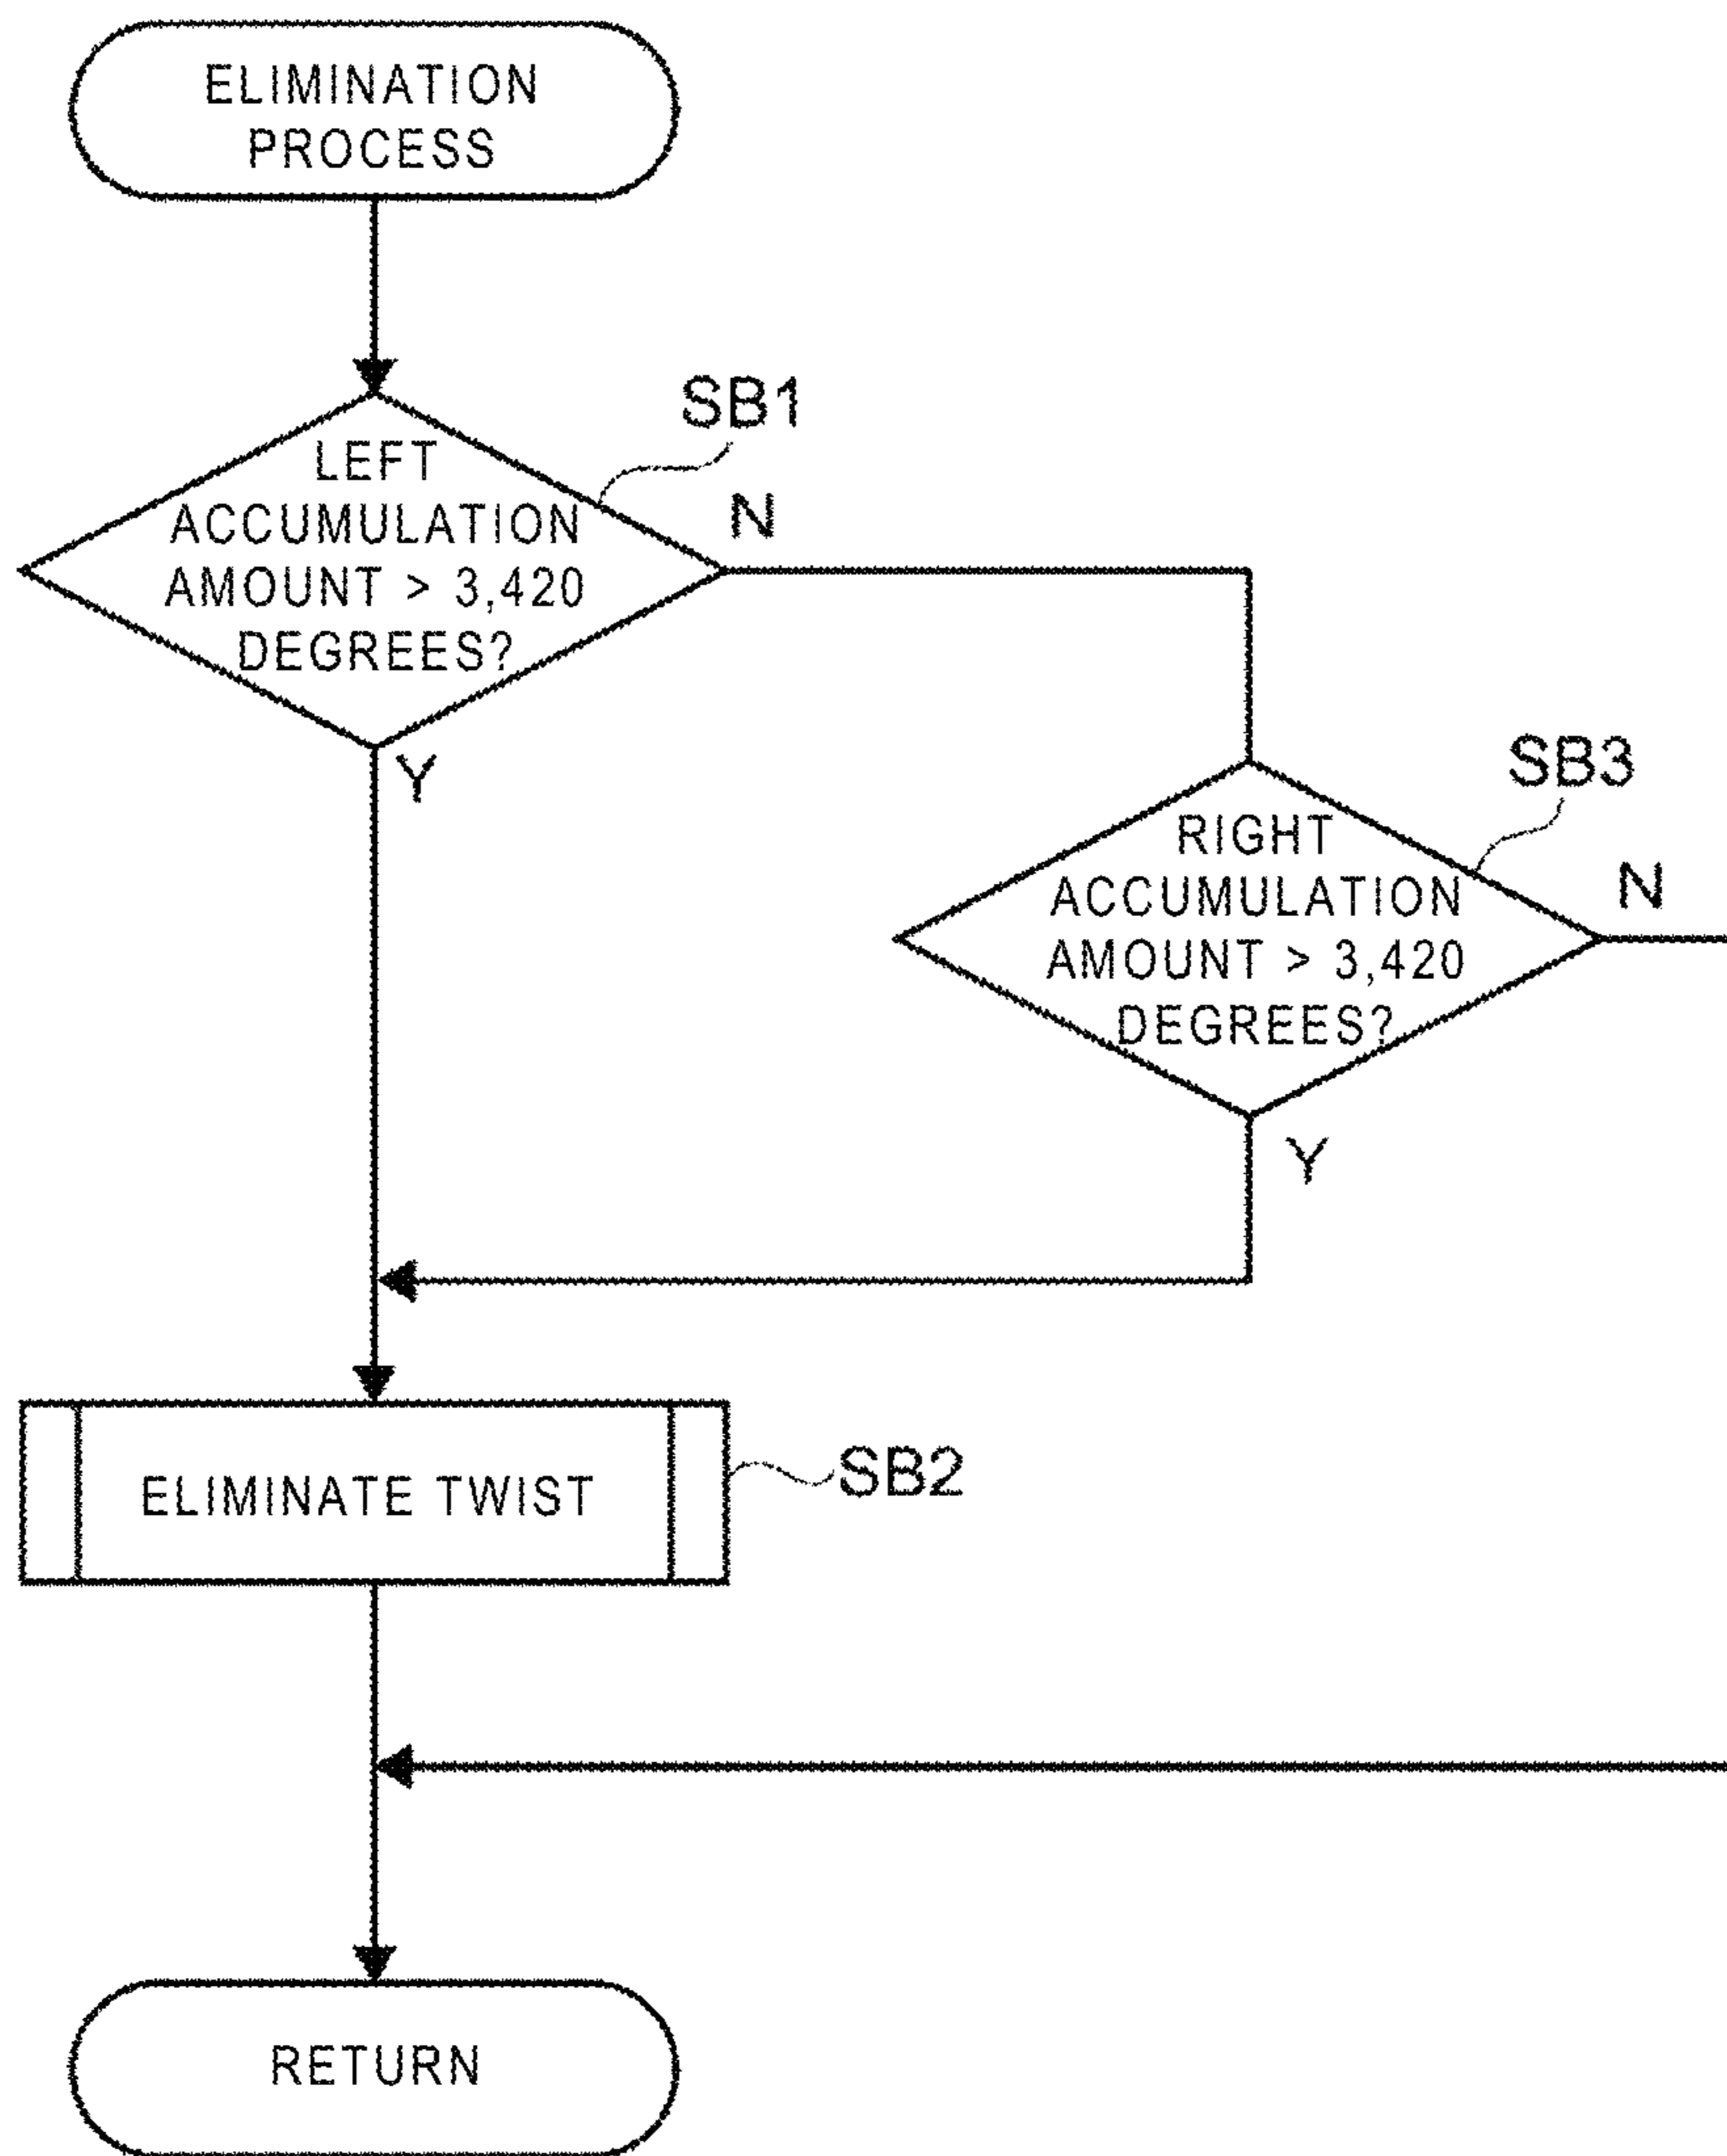 ELIMINATION
PROCESS
SB1
LEFT
ACCUMULATION
AMOUNT > 3,420
DEGREES?
N
Y
SB3
RIGHT
ACCUMULATION
AMOUNT > 3,420
DEGREES?
N
Y
ELIMINATE TWIST
SB2
RETURN